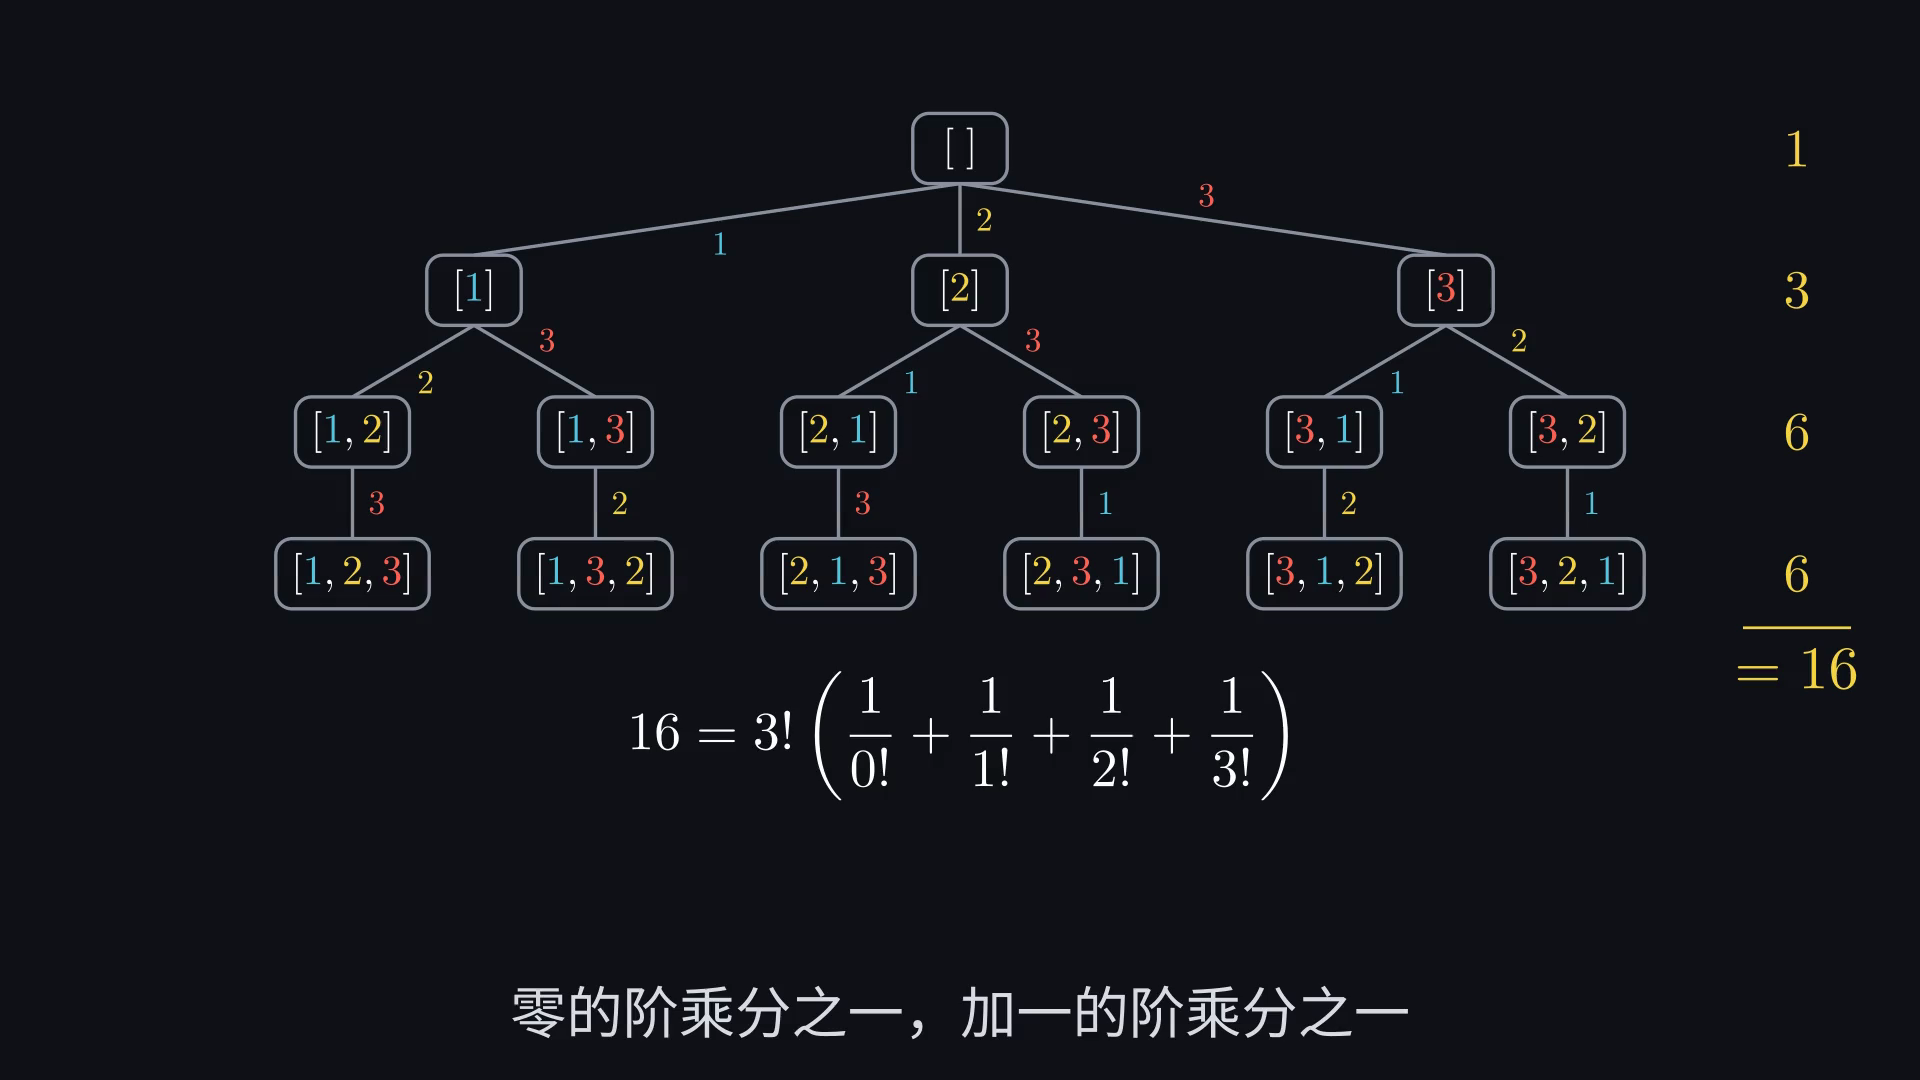 [ ] 1
1 2 3
[1] [2] [3] 3
2 3 1 3 1 2
[1, 2] [1, 3] [2, 1] [2, 3] [3, 1] [3, 2] 6
3 2 3 1 2 1
[1, 2, 3] [1, 3, 2] [2, 1, 3] [2, 3, 1] [3, 1, 2] [3, 2, 1] 6
= 16
16 = 3! (1/0! + 1/1! + 1/2! + 1/3!)
零的阶乘分之一，加一的阶乘分之一